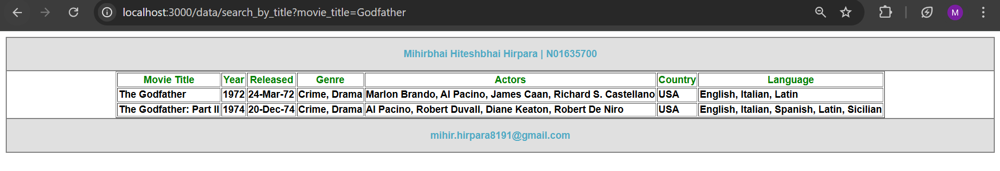 localhost:3000/data/search_by_title?movie_title=Godfather
M
Mihirbhai Hiteshbhai Hirpara | N01635700
Movie Title Year Released Genre Actors Country Language
The Godfather 1972 24-Mar-72 Crime, Drama Marlon Brando, Al Pacino, James Caan, Richard S. Castellano USA English, Italian, Latin
The Godfather: Part II 1974 20-Dec-74 Crime, Drama Al Pacino, Robert Duvall, Diane Keaton, Robert De Niro USA English, Italian, Spanish, Latin, Sicilian
mihir.hirpara8191@gmail.com